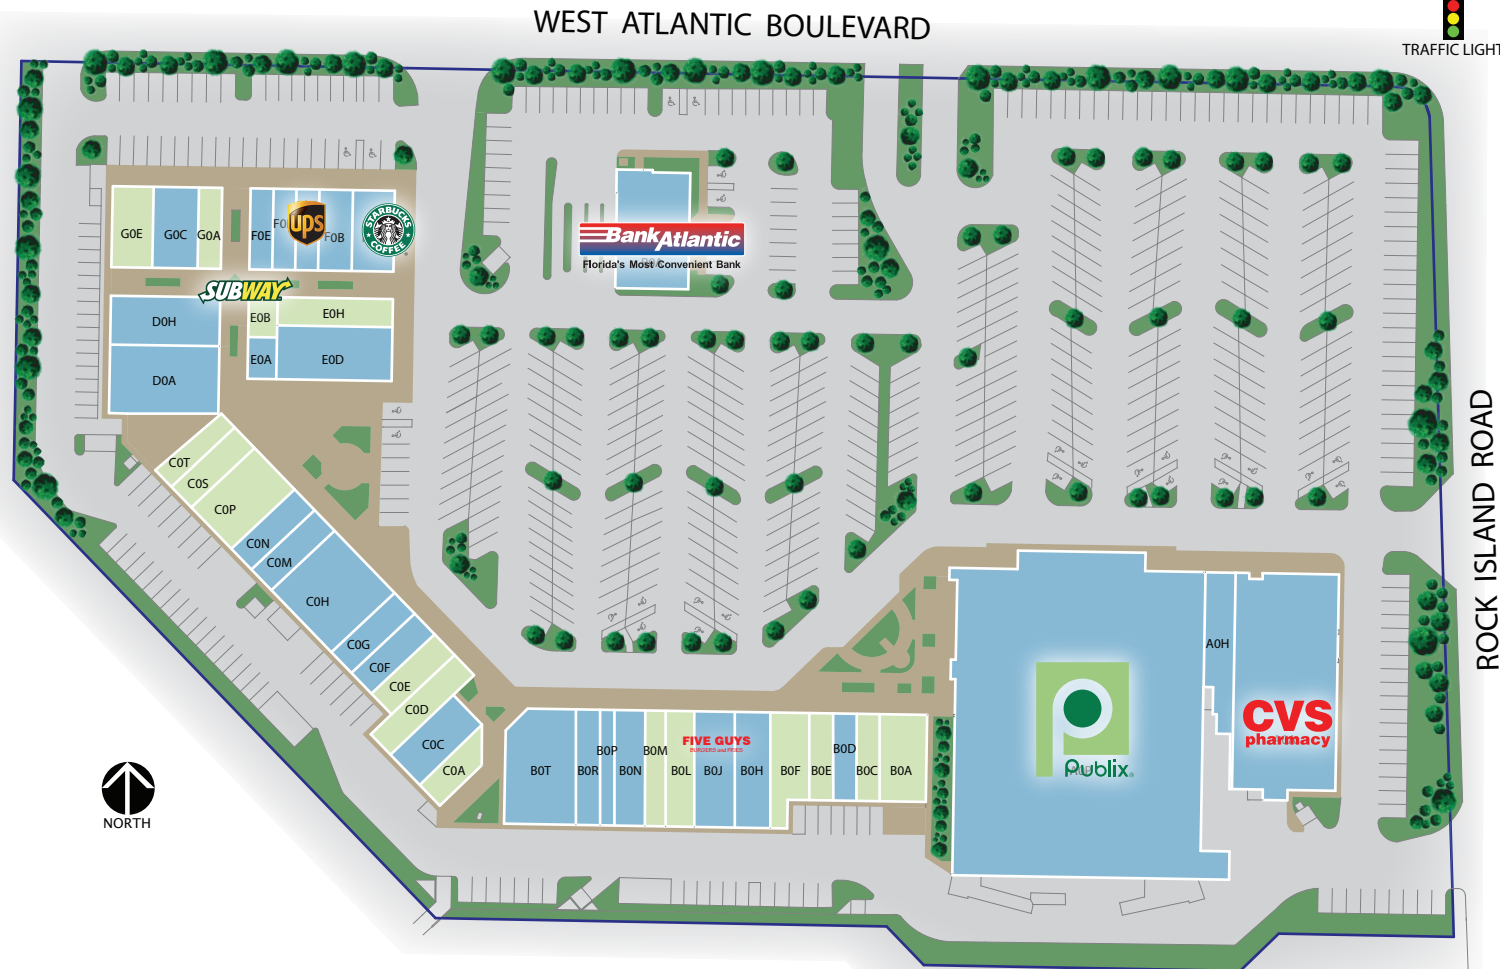 WEST ATLANTIC BOULEVARD
TRAFFIC LIGHT
G0E
G0C
G0A
F0E
ups
F0B
STARBUCKS
COFFEE
BankAtlantic
Florida's Most Convenient Bank
SUBWAY
D0H
E0B
E0H
D0A
E0A
E0D
ROCK ISLAND ROAD
C0T
C0S
C0P
C0N
C0M
C0H
C0G
C0F
C0E
C0D
C0C
C0A
A0H
CVS
pharmacy
Publix
FIVE GUYS
BURGERS and FRIES
B0T
B0R
B0P
B0N
B0M
B0L
B0J
B0H
B0F
B0E
B0D
B0C
B0A
NORTH